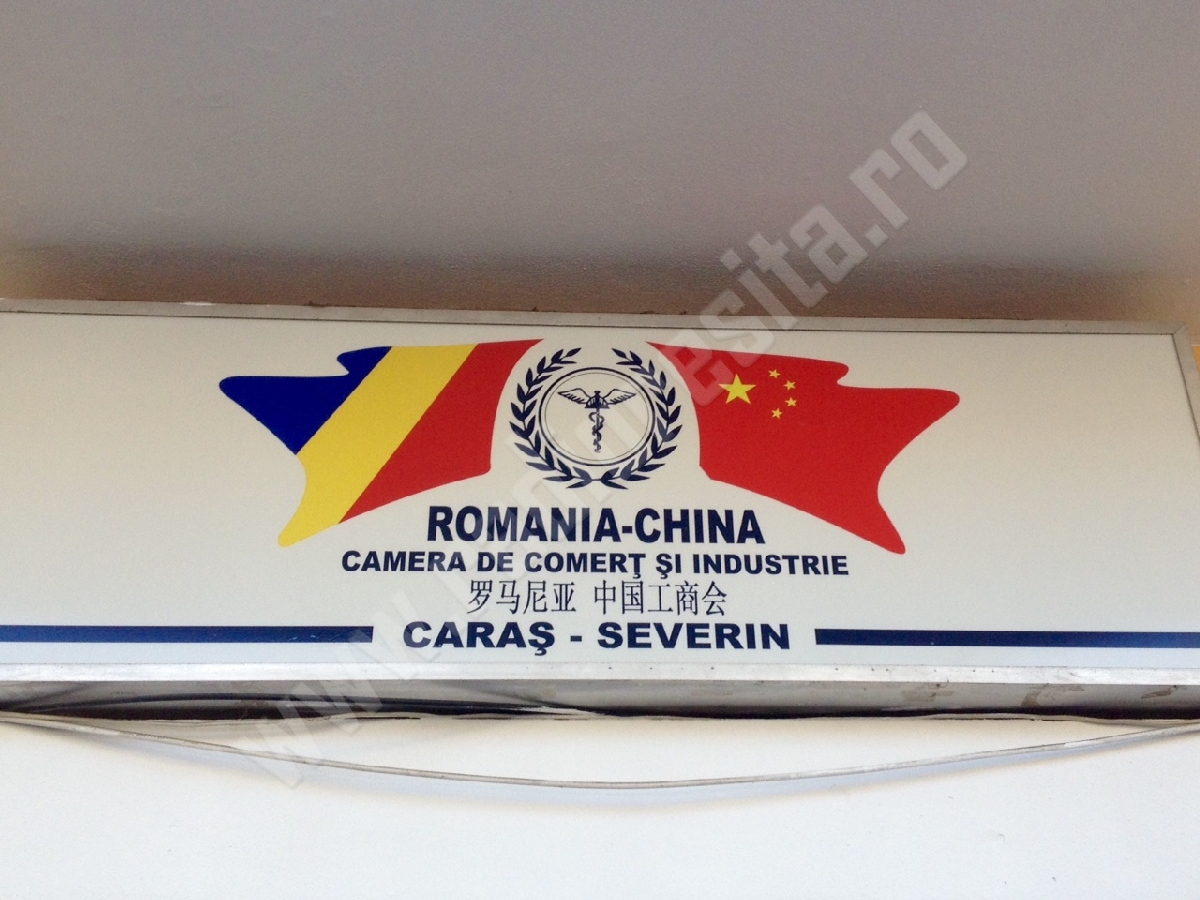 ROMANIA-CHINA
CAMERA DE COMERŢ ŞI INDUSTRIE
罗马尼亚 中国工商会
CARAŞ - SEVERIN